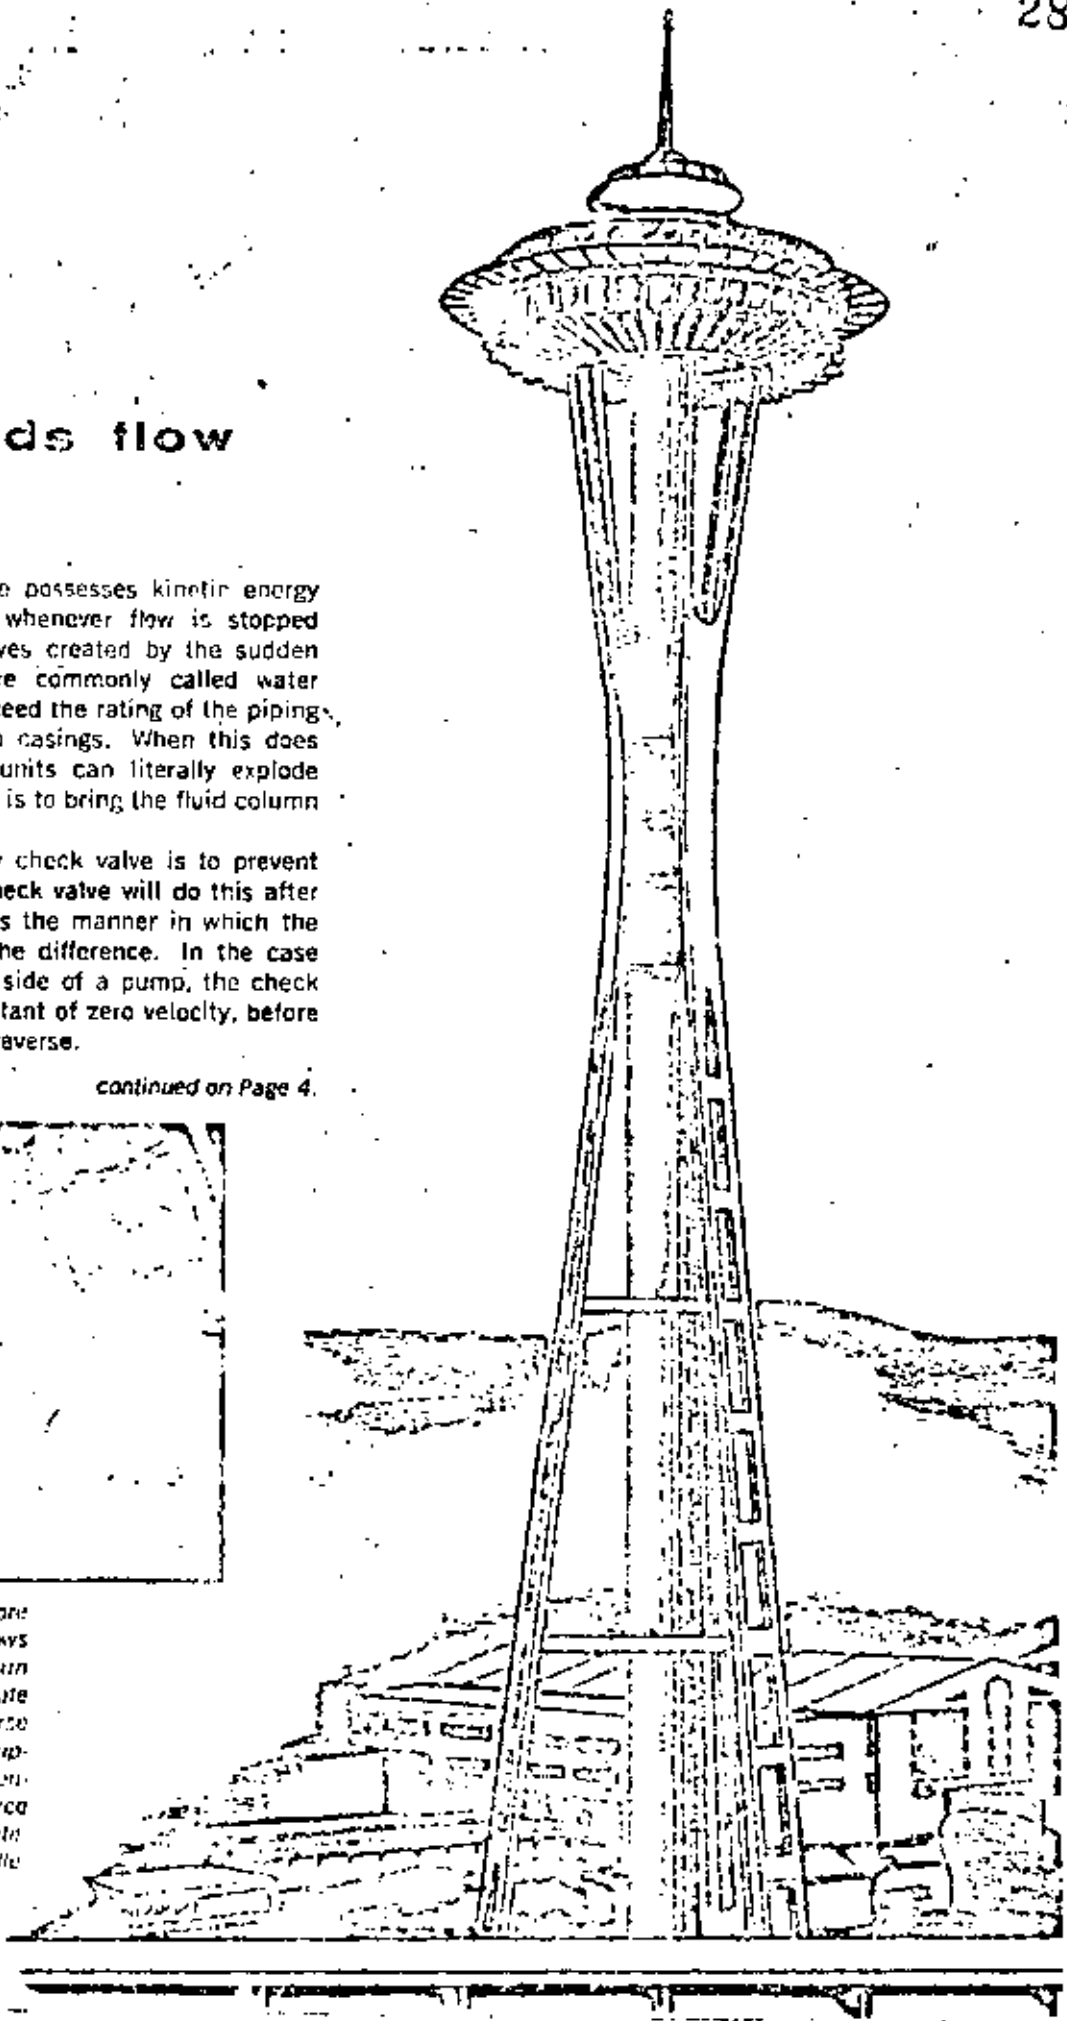 28
ds flow
e possesses kinetic energy
whenever flow is stopped
ves created by the sudden
re commonly called water
eed the rating of the piping
casings. When this does
units can literally explode
is to bring the fluid column
check valve is to prevent
heck valve will do this after
s the manner in which the
he difference. In the case
side of a pump, the check
tant of zero velocity, before
everse.
continued on Page 4.